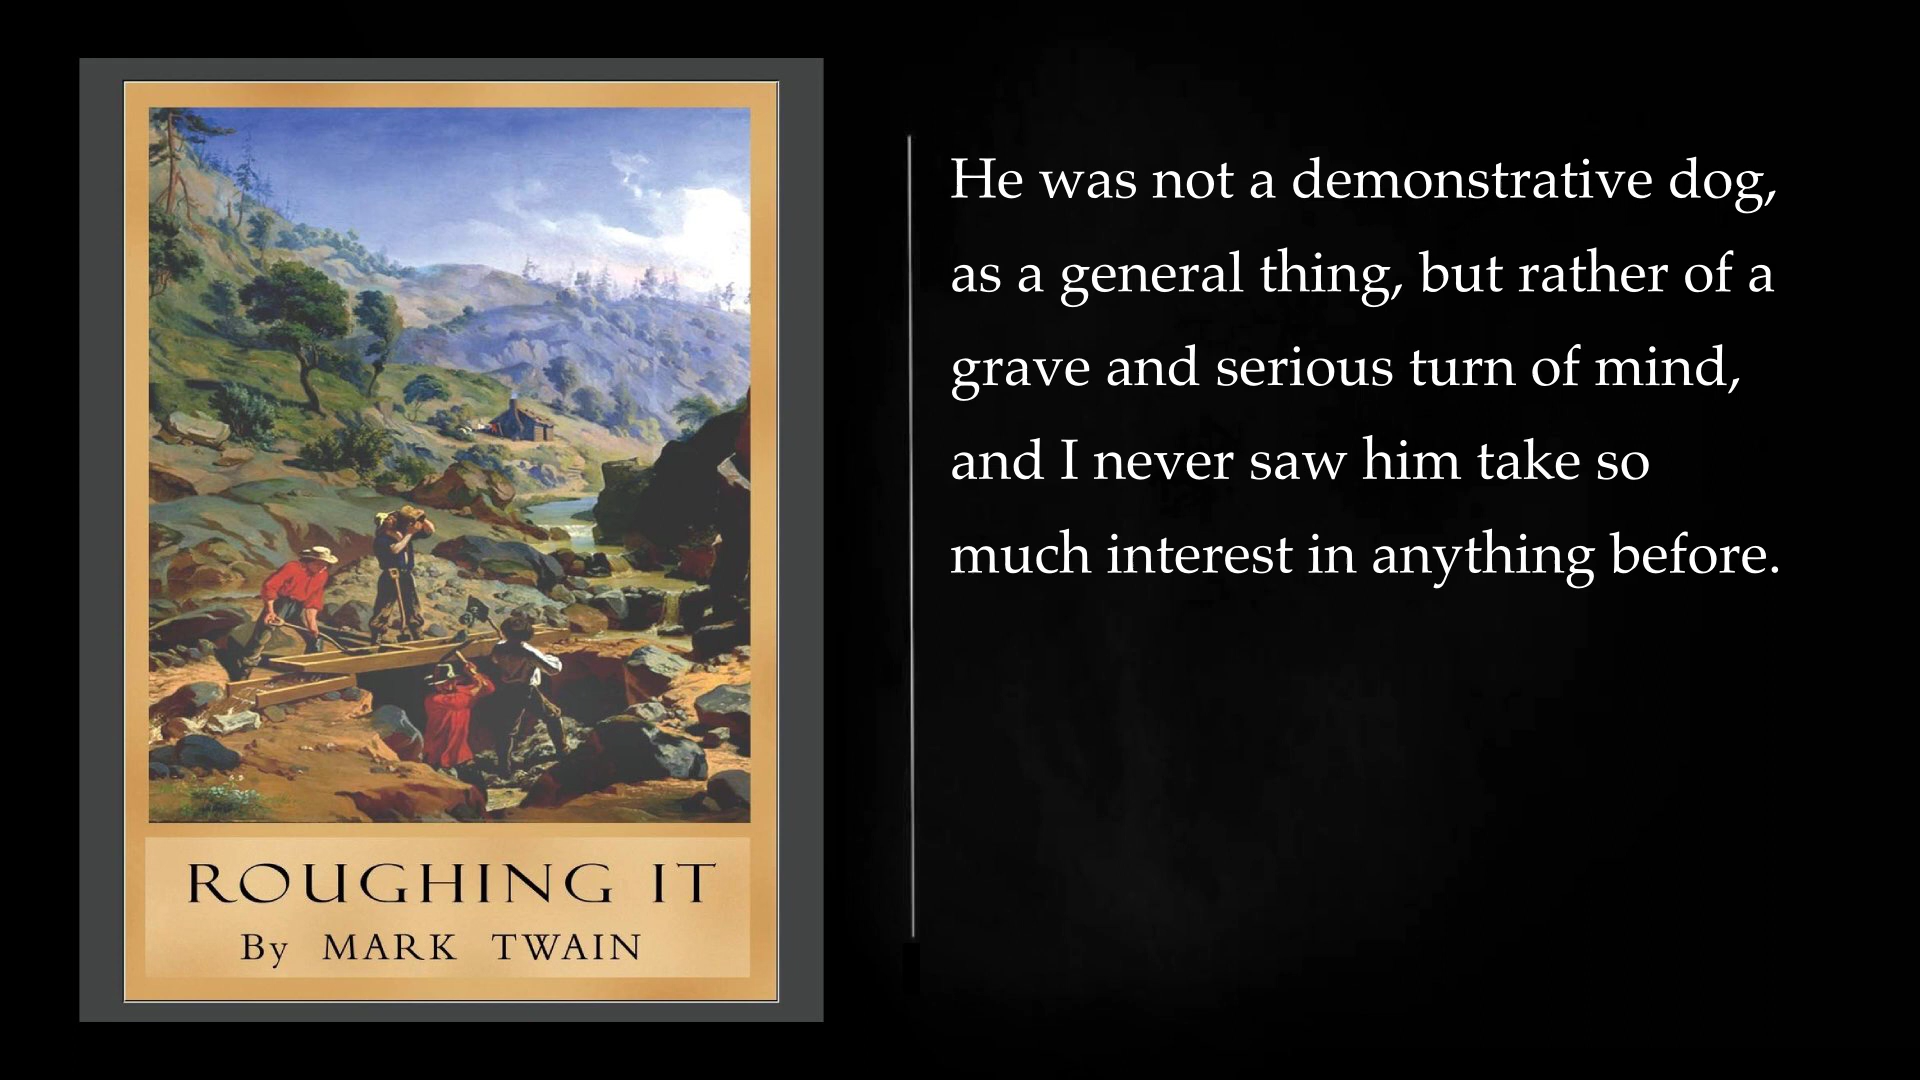 ROUGHING IT
By MARK TWAIN
He was not a demonstrative dog,
as a general thing, but rather of a
grave and serious turn of mind,
and I never saw him take so
much interest in anything before.